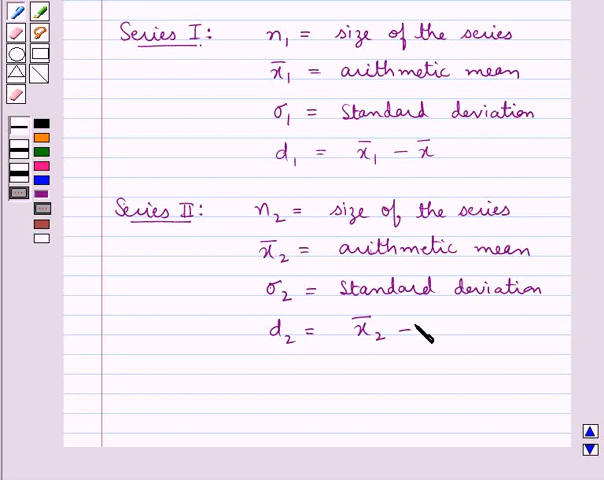 Series I: n₁ = size of the series
x̄₁ = arithmetic mean
σ₁ = Standard deviation
d₁ = x̄₁ - x̄
Series II: n₂ = size of the series
x̄₂ = arithmetic mean
σ₂ = Standard deviation
d₂ = x̄₂ -